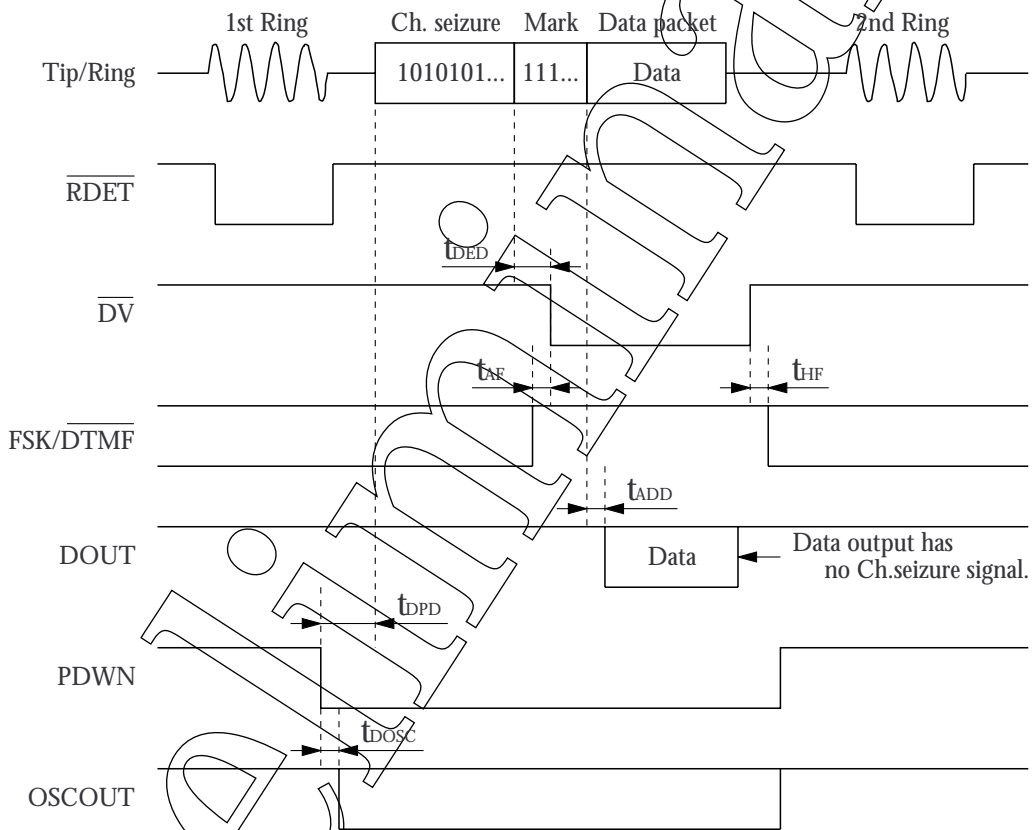 1st Ring Ch. seizure Mark Data packet 2nd Ring
Tip/Ring 1010101... 111... Data
RDET
tDED
DV
tAF tHF
FSK/DTMF
tADD
DOUT Data Data output has
no Ch.seizure signal.
tDPD
PDWN
tDOSC
OSCOUT